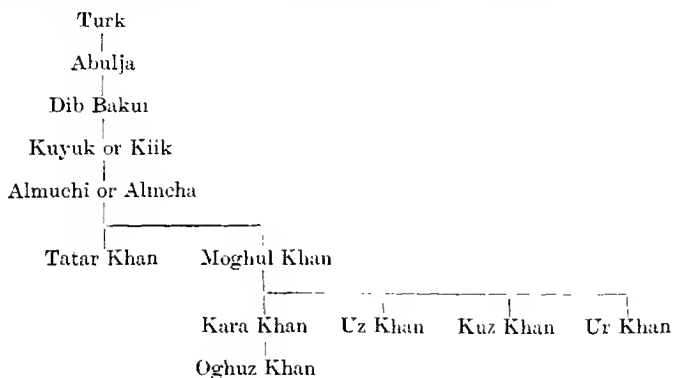 Turk
Abulja
Dib Bakui
Kuyuk or Kiik
Almuchi or Alincha
Tatar Khan Moghul Khan
Kara Khan Uz Khan Kuz Khan Ur Khan
Oghuz Khan